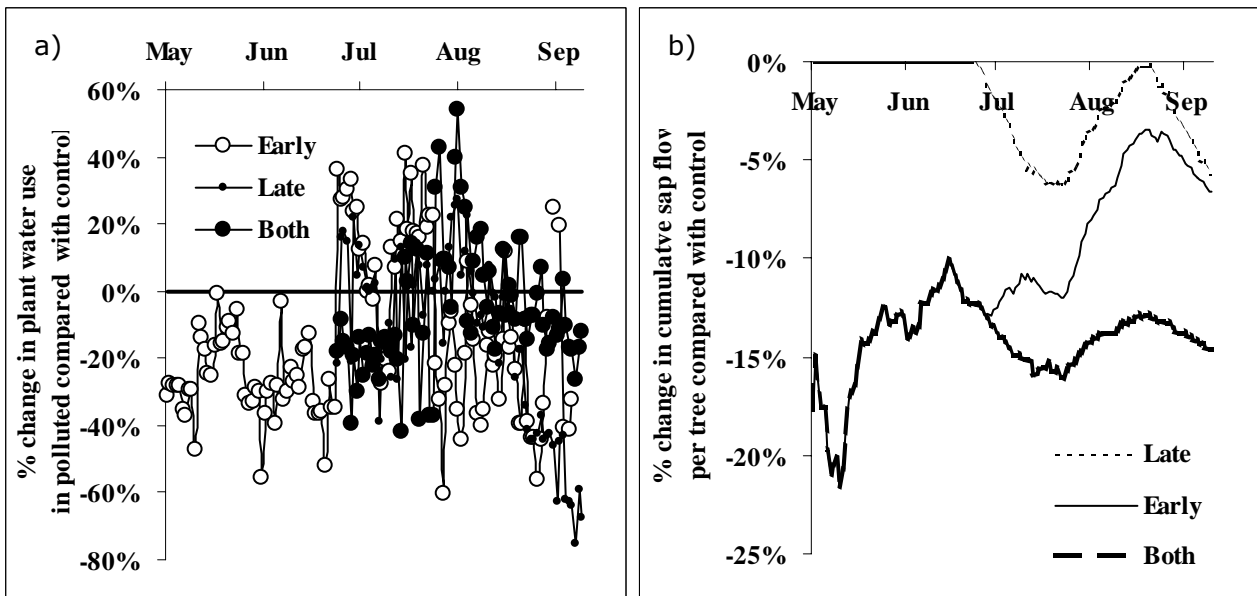 a)
May Jun Jul Aug Sep
60%
40%
20%
0%
-20%
-40%
-60%
-80%
% change in plant water use
in polluted compared with control
Early
Late
Both
b)
0%
-5%
-10%
-15%
-20%
-25%
May Jun Jul Aug Sep
% change in cumulatve sap flow
per tree compared with control
Late
Early
Both